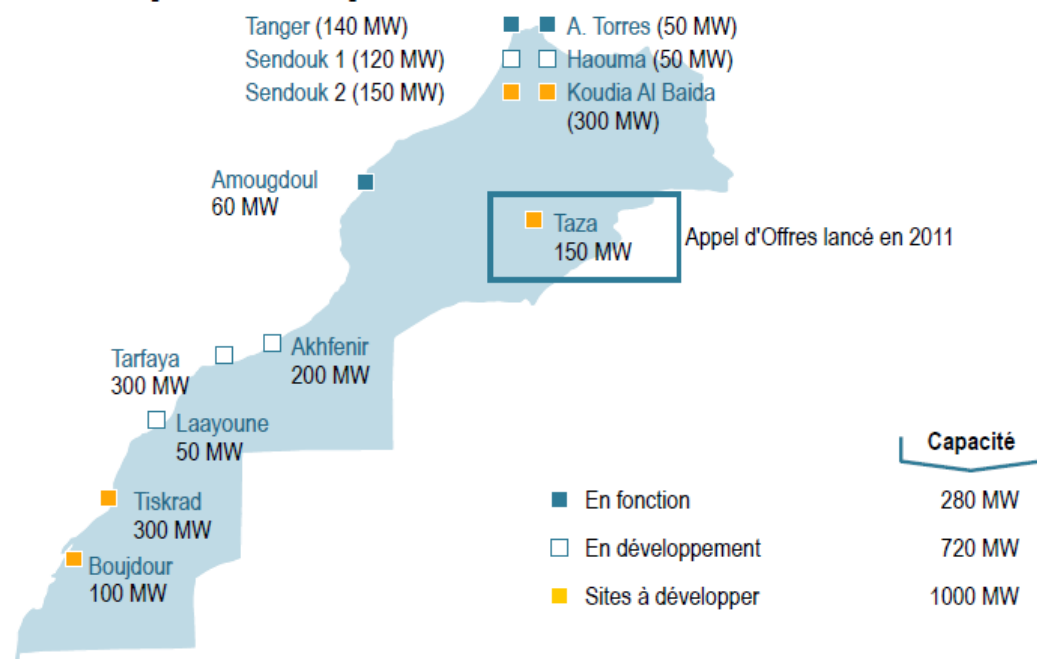 Tanger (140 MW)
A. Torres (50 MW)
Sendouk 1 (120 MW)
Haouma (50 MW)
Sendouk 2 (150 MW)
Koudia Al Baida
(300 MW)
Amougdoul
60 MW
Taza
150 MW
Appel d'Offres lancé en 2011
Akhfenir
200 MW
Tarfaya
300 MW
Laayoune
50 MW
Tiskrad
300 MW
Boujdour
100 MW
Capacité
En fonction 280 MW
En développement 720 MW
Sites à développer 1000 MW